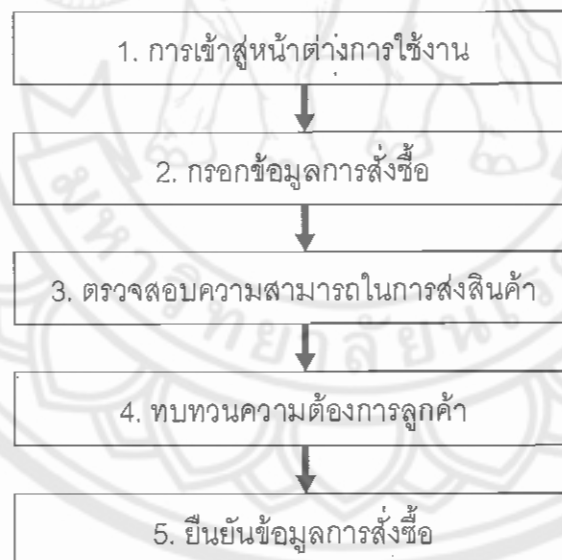 1. การเข้าสู่หน้าต่างการใช้งาน
2. กรอกข้อมูลการสั่งซื้อ
3. ตรวจสอบความสามารถในการส่งสินค้า
4. ทบทวนความต้องการลูกค้า
5. ยืนยันข้อมูลการสั่งซื้อ